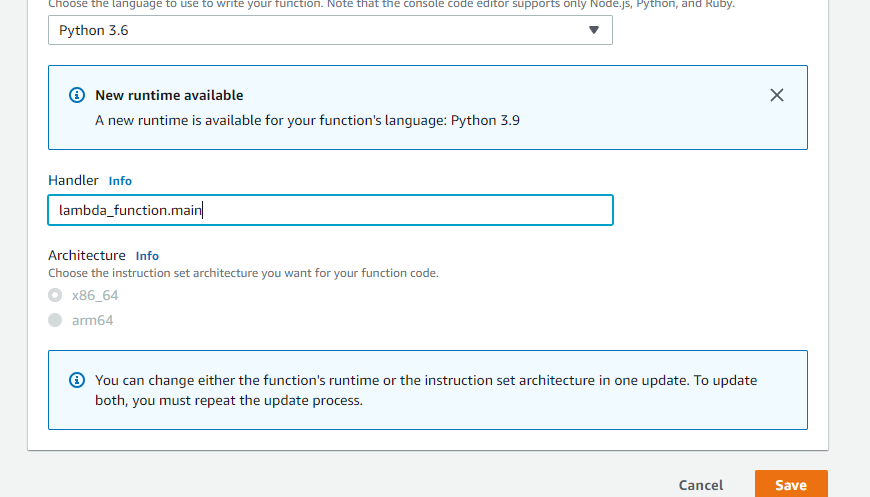 Choose the language to use to write your function. Note that the console code editor supports only Node.js, Python, and Ruby.
Python 3.6
New runtime available
A new runtime is available for your function's language: Python 3.9
Handler Info
lambda_function.main
Architecture Info
Choose the instruction set architecture you want for your function code.
x86_64
arm64
You can change either the function's runtime or the instruction set architecture in one update. To update
both, you must repeat the update process.
Cancel Save